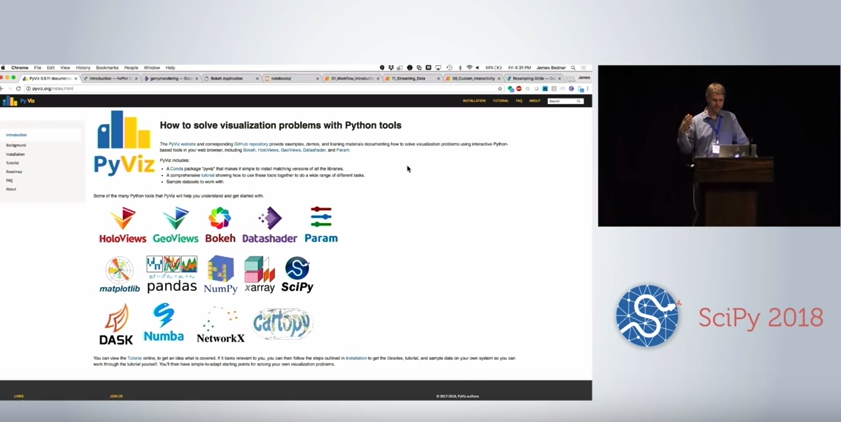 Chrome File Edit View History Bookmarks People Window Help
Fri 4:31 PM James Bednar
PyViz 0.9.11 documen
Introduction — HoloV
gerrymandering —
Bokeh Application
notebooks/
01_Workflow_Introducti
11_Streaming_Data
08_Custom_Interactivity
Resampling Grids — Ge
James
pyviz.org/index.html
Py Viz
INSTALLATION TUTORIAL FAQ ABOUT Search
Introduction
Background
Installation
Tutorial
Roadmap
FAQ
About
PyViz
How to solve visualization problems with Python tools
The PyViz website and corresponding GitHub repository provide examples, demos, and training materials documenting how to solve visualization problems using interactive Python-
based tools in your web browser, including Bokeh, HoloViews, GeoViews, Datashader, and Param.
PyViz includes:
A Conda package "pyviz" that makes it simple to install matching versions of all the libraries.
A comprehensive tutorial showing how to use these tools together to do a wide range of different tasks.
Sample datasets to work with.
Some of the many Python tools that PyViz will help you understand and get started with:
HoloViews GeoViews Bokeh Datashader Param
matplotlib pandas NumPy xarray SciPy
DASK Numba NetworkX cartopy
You can view the Tutorial online, to get an idea what is covered. If it looks relevant to you, you can then follow the steps outlined in Installation to get the libraries, tutorial, and sample data on your own system so you can
work through the tutorial yourself. You'll then have simple-to-adapt starting points for solving your own visualization problems.
LINKS JOIN US © 2017-2018, PyViz authors
SciPy 2018